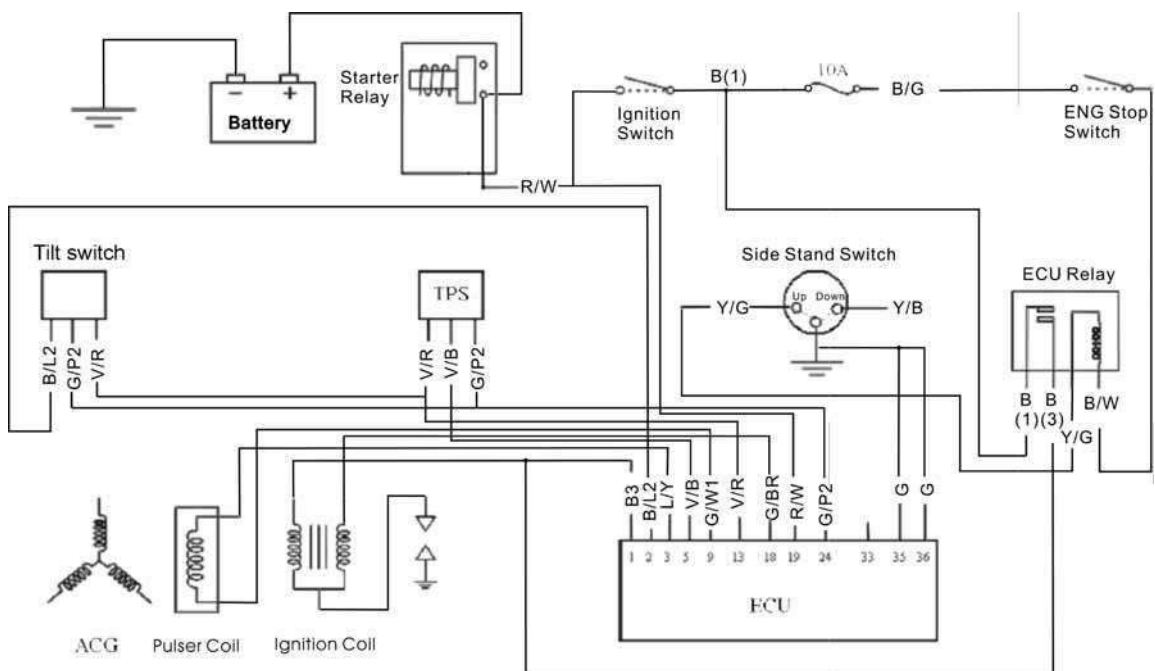 Starter
Relay
- +
Battery
R/W
Ignition
Switch
B(1)
10A
B/G
ENG Stop
Switch
Tilt switch
B/L2
G/P2
V/R
TPS
V/R
V/B
G/P2
Side Stand Switch
Up Down
Y/G
Y/B
ECU Relay
B
(1)
B
(3)
Y/G
B/W
B3
B/L2
L/Y
V/B
G/W1
V/R
G/BR
R/W
G/P2
G
G
1 2 3 5 9 13 18 19 24 33 35 36
ECU
ACG
Pulser Coil
Ignition Coil